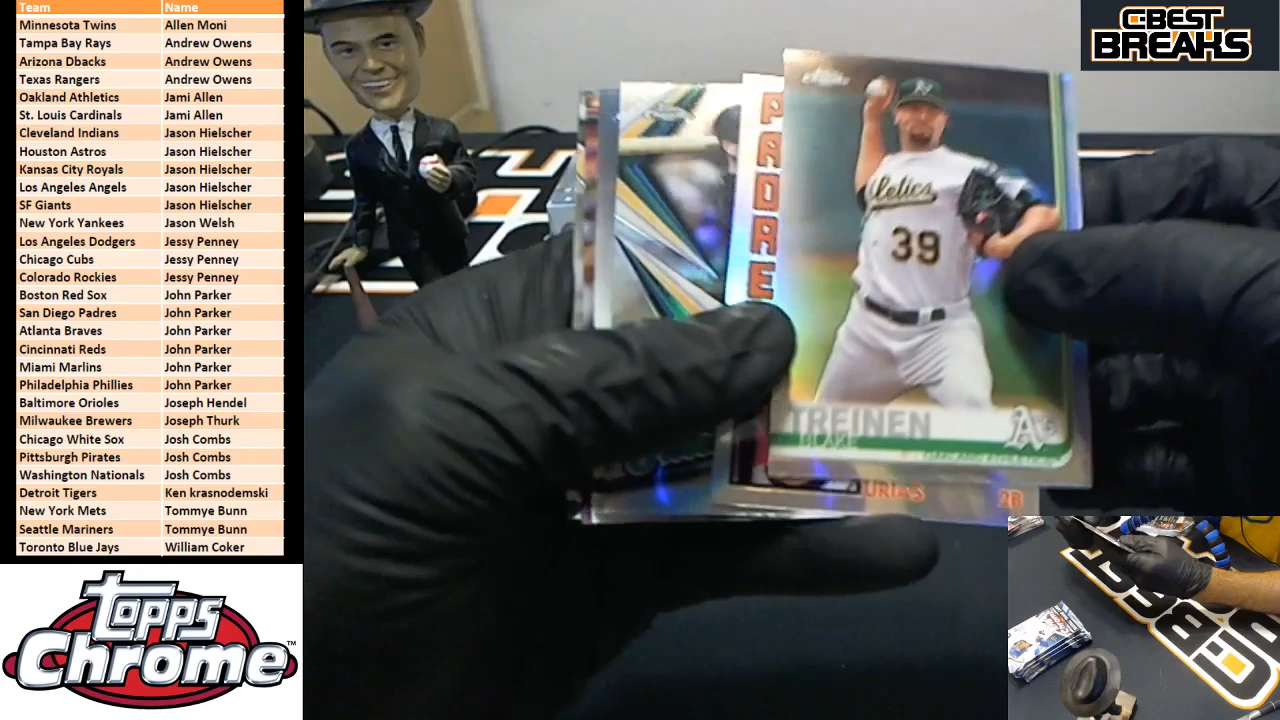 Team Name
Minnesota Twins Allen Moni
Tampa Bay Rays Andrew Owens
Arizona Dbacks Andrew Owens
Texas Rangers Andrew Owens
Oakland Athletics Jami Allen
St. Louis Cardinals Jami Allen
Cleveland Indians Jason Hielscher
Houston Astros Jason Hielscher
Kansas City Royals Jason Hielscher
Los Angeles Angels Jason Hielscher
SF Giants Jason Hielscher
New York Yankees Jason Welsh
Los Angeles Dodgers Jessy Penney
Chicago Cubs Jessy Penney
Colorado Rockies Jessy Penney
Boston Red Sox John Parker
San Diego Padres John Parker
Atlanta Braves John Parker
Cincinnati Reds John Parker
Miami Marlins John Parker
Philadelphia Phillies John Parker
Baltimore Orioles Joseph Hendel
Milwaukee Brewers Joseph Thurk
Chicago White Sox Josh Combs
Pittsburgh Pirates Josh Combs
Washington Nationals Josh Combs
Detroit Tigers Ken krasnodemski
New York Mets Tommye Bunn
Seattle Mariners Tommye Bunn
Toronto Blue Jays William Coker
Topps
Chrome™
C-BEST
BREAKS
PADRE
A's
39
TREINEN
BLAKE
OAKLAND ATHLETICS
A's
URIAS 2B